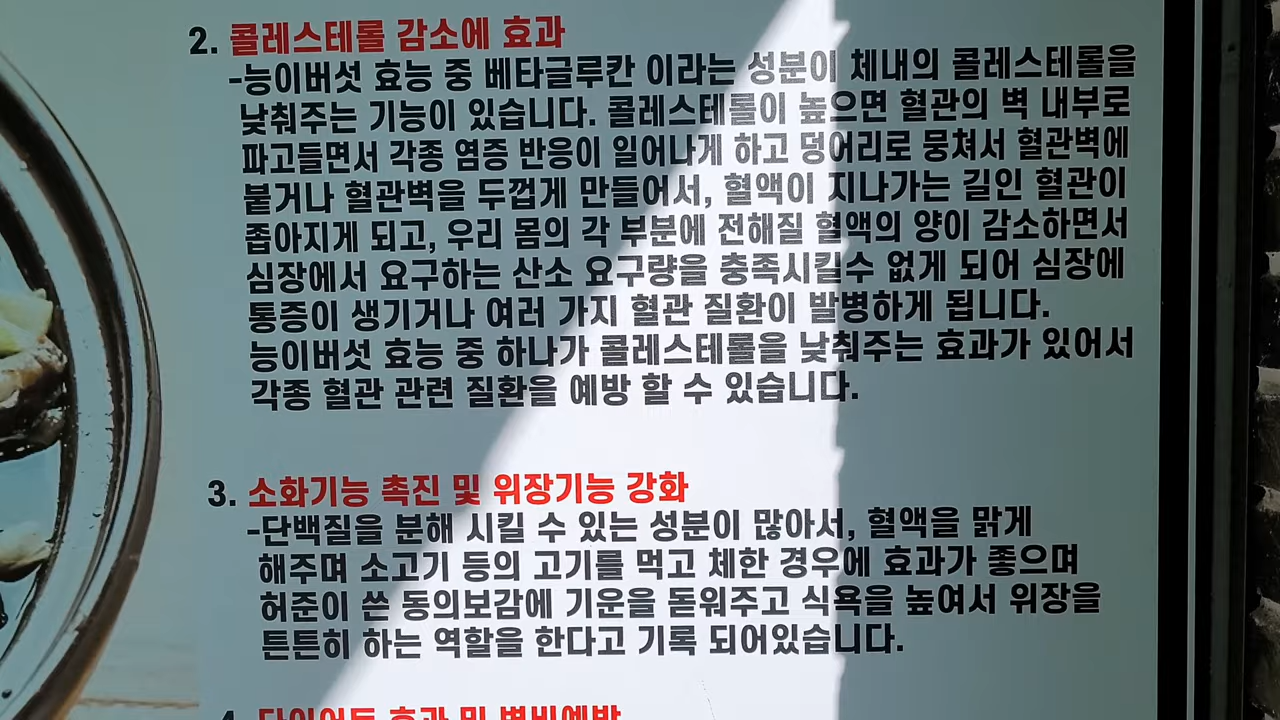 2. 콜레스테롤 감소에 효과
-능이버섯 효능 중 베타글루칸 이라는 성분이 체내의 콜레스테롤을
낮춰주는 기능이 있습니다. 콜레스테롤이 높으면 혈관의 벽 내부로
파고들면서 각종 염증 반응이 일어나게 하고 덩어리로 뭉쳐서 혈관벽에
붙거나 혈관벽을 두껍게 만들어서, 혈액이 지나가는 길인 혈관이
좁아지게 되고, 우리 몸의 각 부분에 전해질 혈액의 양이 감소하면서
심장에서 요구하는 산소 요구량을 충족시킬수 없게 되어 심장에
통증이 생기거나 여러 가지 혈관 질환이 발병하게 됩니다.
능이버섯 효능 중 하나가 콜레스테롤을 낮춰주는 효과가 있어서
각종 혈관 관련 질환을 예방 할 수 있습니다.
3. 소화기능 촉진 및 위장기능 강화
-단백질을 분해 시킬 수 있는 성분이 많아서, 혈액을 맑게
해주며 소고기 등의 고기를 먹고 체한 경우에 효과가 좋으며
허준이 쓴 동의보감에 기운을 돋워주고 식욕을 높여서 위장을
튼튼히 하는 역할을 한다고 기록 되어있습니다.
4. 다이어트 효과 및 변비예방